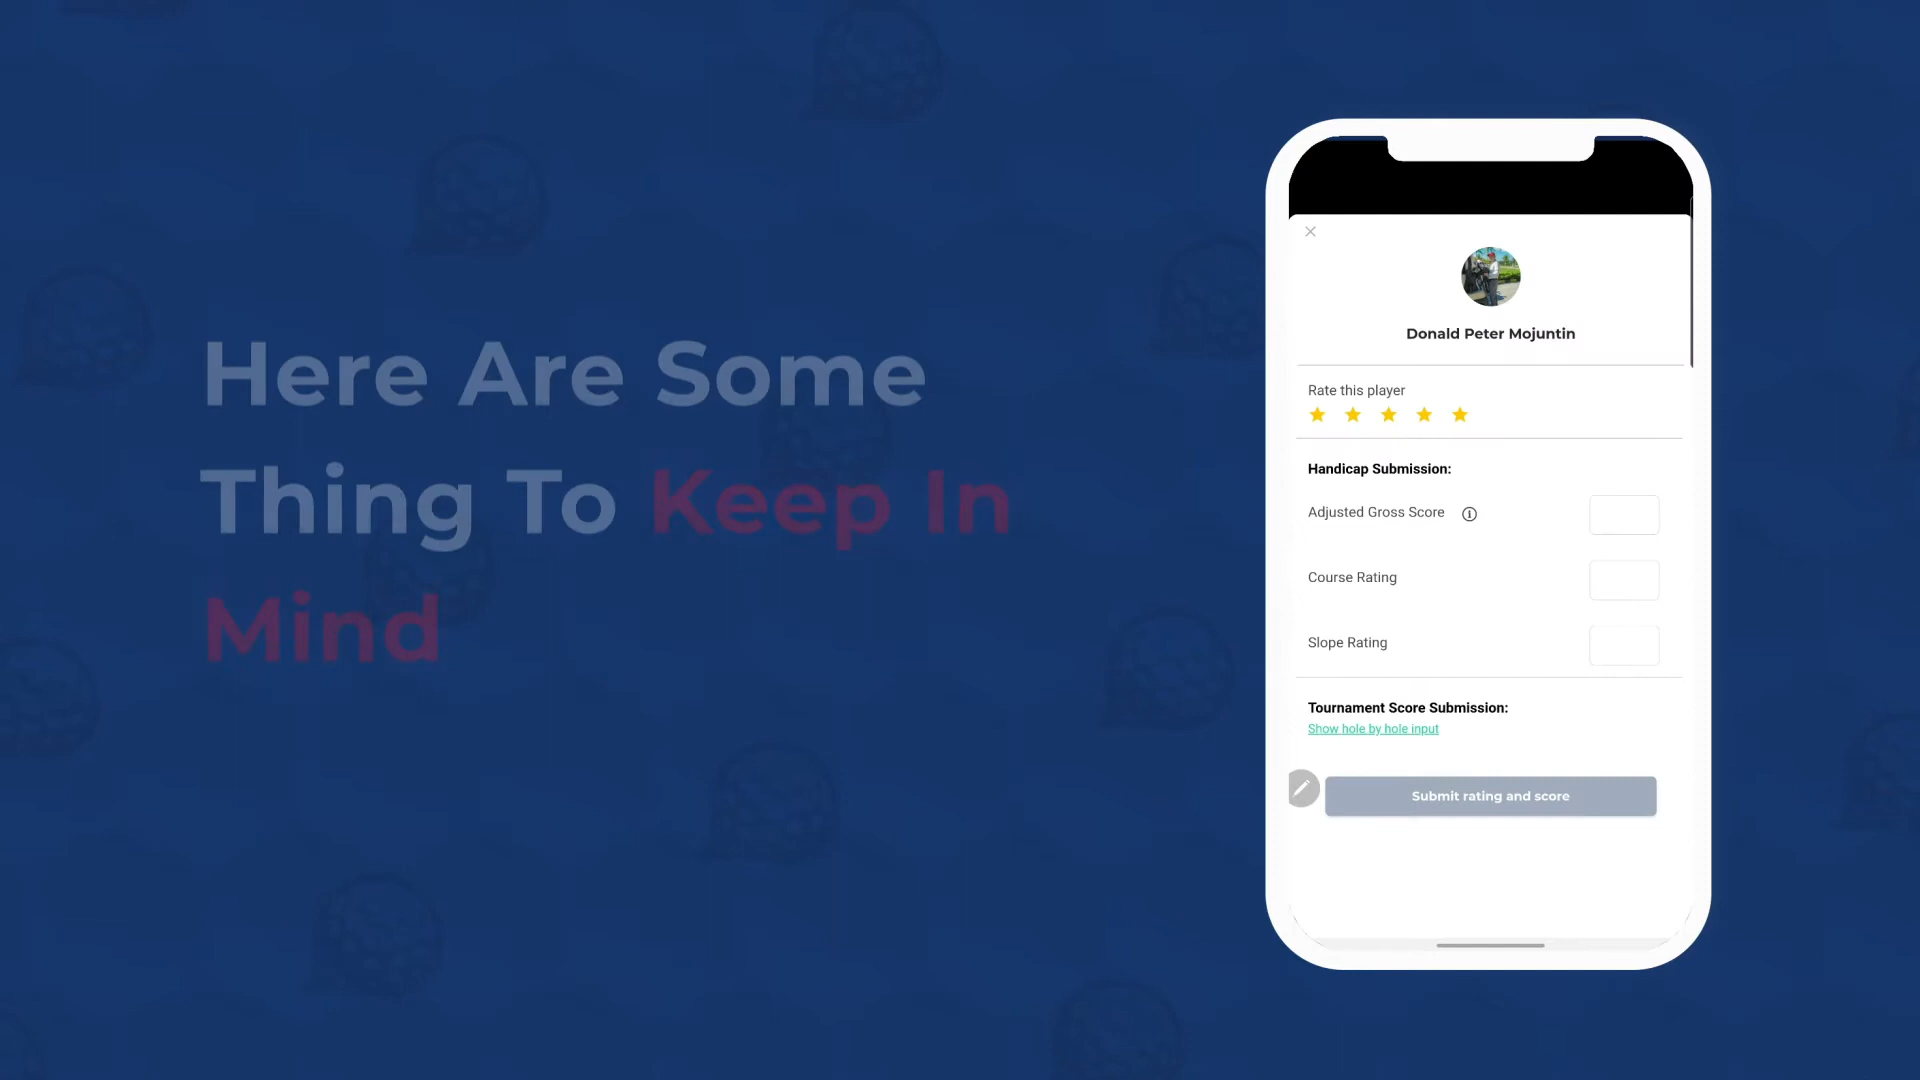 Here Are Some
Thing To Keep In
Mind
Donald Peter Mojuntin
Rate this player
Handicap Submission:
Adjusted Gross Score
Course Rating
Slope Rating
Tournament Score Submission:
Show hole by hole input
Submit rating and score